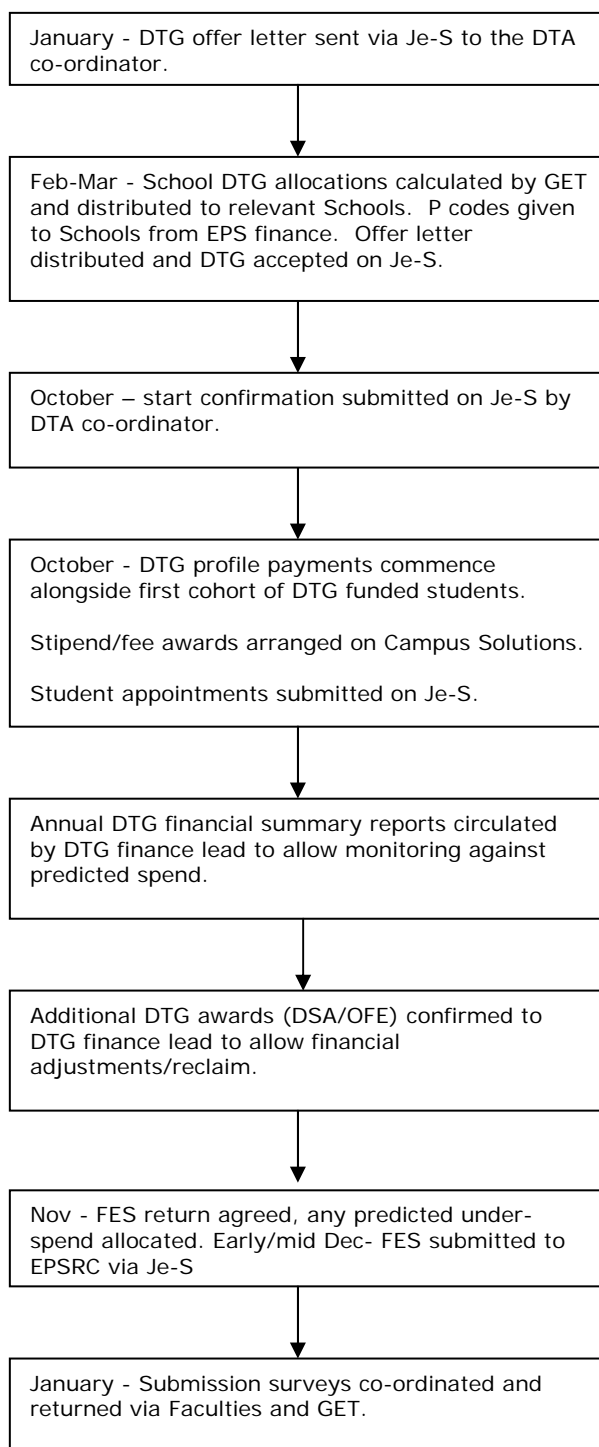 January - DTG offer letter sent via Je-S to the DTA
co-ordinator.
Feb-Mar - School DTG allocations calculated by GET
and distributed to relevant Schools.  P codes given
to Schools from EPS finance.  Offer letter
distributed and DTG accepted on Je-S.
October – start confirmation submitted on Je-S by
DTA co-ordinator.
October - DTG profile payments commence
alongside first cohort of DTG funded students.
Stipend/fee awards arranged on Campus Solutions.
Student appointments submitted on Je-S.
Annual DTG financial summary reports circulated
by DTG finance lead to allow monitoring against
predicted spend.
Additional DTG awards (DSA/OFE) confirmed to
DTG finance lead to allow financial
adjustments/reclaim.
Nov - FES return agreed, any predicted under-
spend allocated. Early/mid Dec- FES submitted to
EPSRC via Je-S
January - Submission surveys co-ordinated and
returned via Faculties and GET.